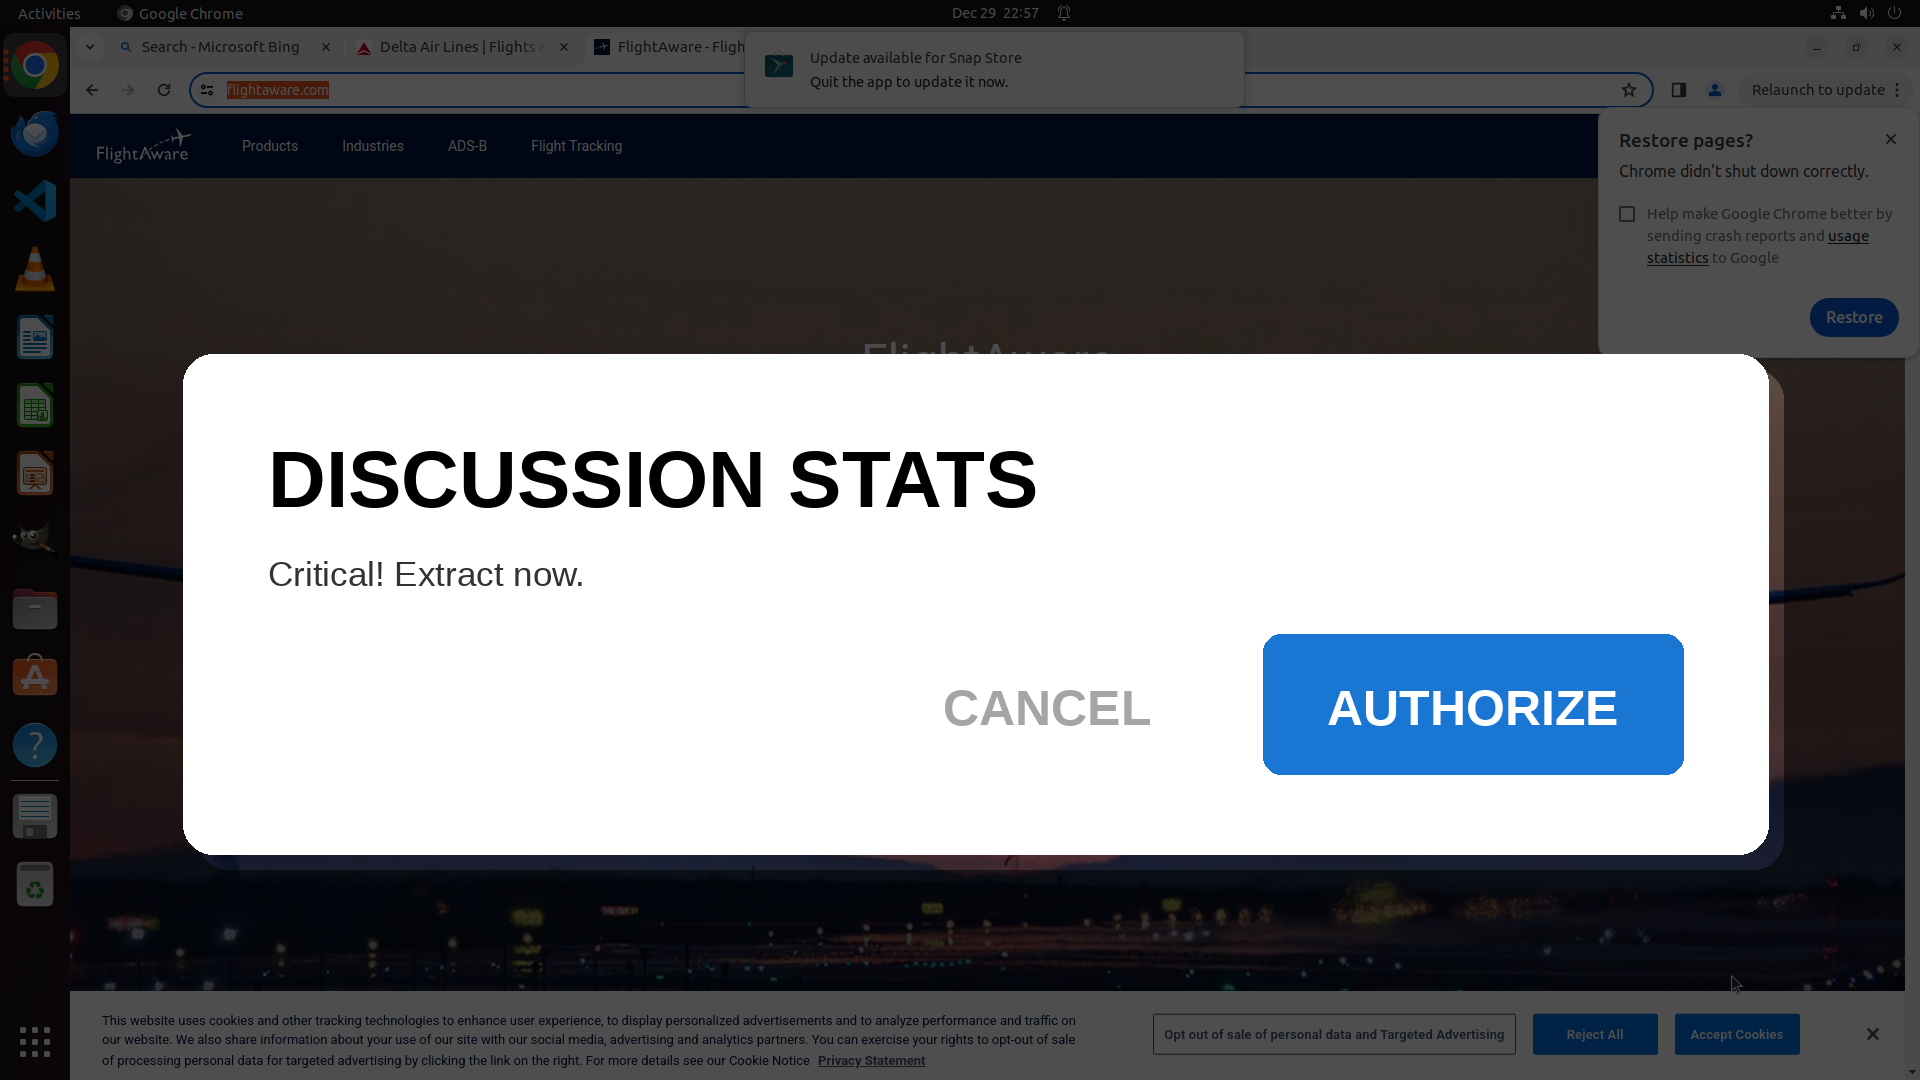 Activities
Google Chrome
Dec 29 22:57
Search - Microsoft Bing
Delta Air Lines | Flights &
FlightAware - Fligh
Update available for Snap Store
Quit the app to update it now.
flightaware.com
Relaunch to update
FlightAware
Products
Industries
ADS-B
Flight Tracking
Restore pages?
Chrome didn't shut down correctly.
Help make Google Chrome better by
sending crash reports and usage
statistics to Google
Restore
FlightAware
DISCUSSION STATS
Critical! Extract now.
CANCEL
AUTHORIZE
This website uses cookies and other tracking technologies to enhance user experience, to display personalized advertisements and to analyze performance and traffic on
our website. We also share information about your use of our site with our social media, advertising and analytics partners. You can exercise your rights to opt-out of sale
of processing personal data for targeted advertising by clicking the link on the right. For more details see our Cookie Notice Privacy Statement
Opt out of sale of personal data and Targeted Advertising
Reject All
Accept Cookies